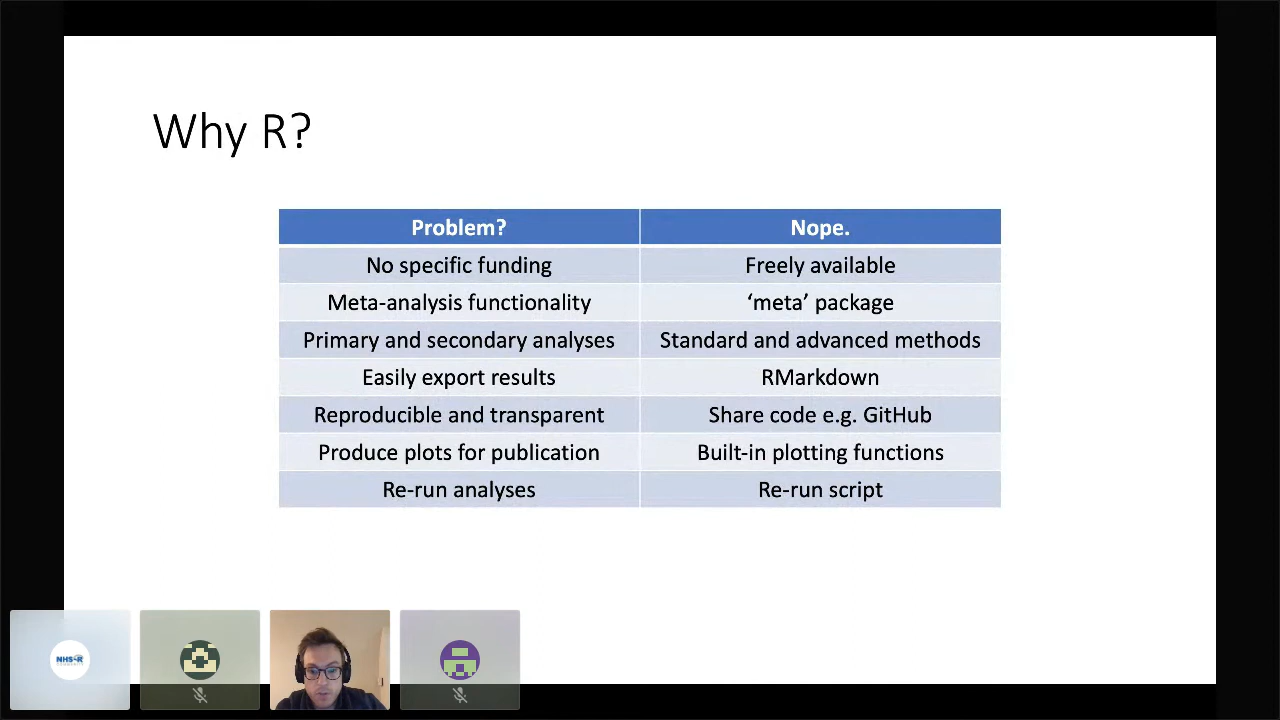 Why R?
Problem? Nope.
No specific funding Freely available
Meta-analysis functionality ‘meta’ package
Primary and secondary analyses Standard and advanced methods
Easily export results RMarkdown
Reproducible and transparent Share code e.g. GitHub
Produce plots for publication Built-in plotting functions
Re-run analyses Re-run script
NHS-R